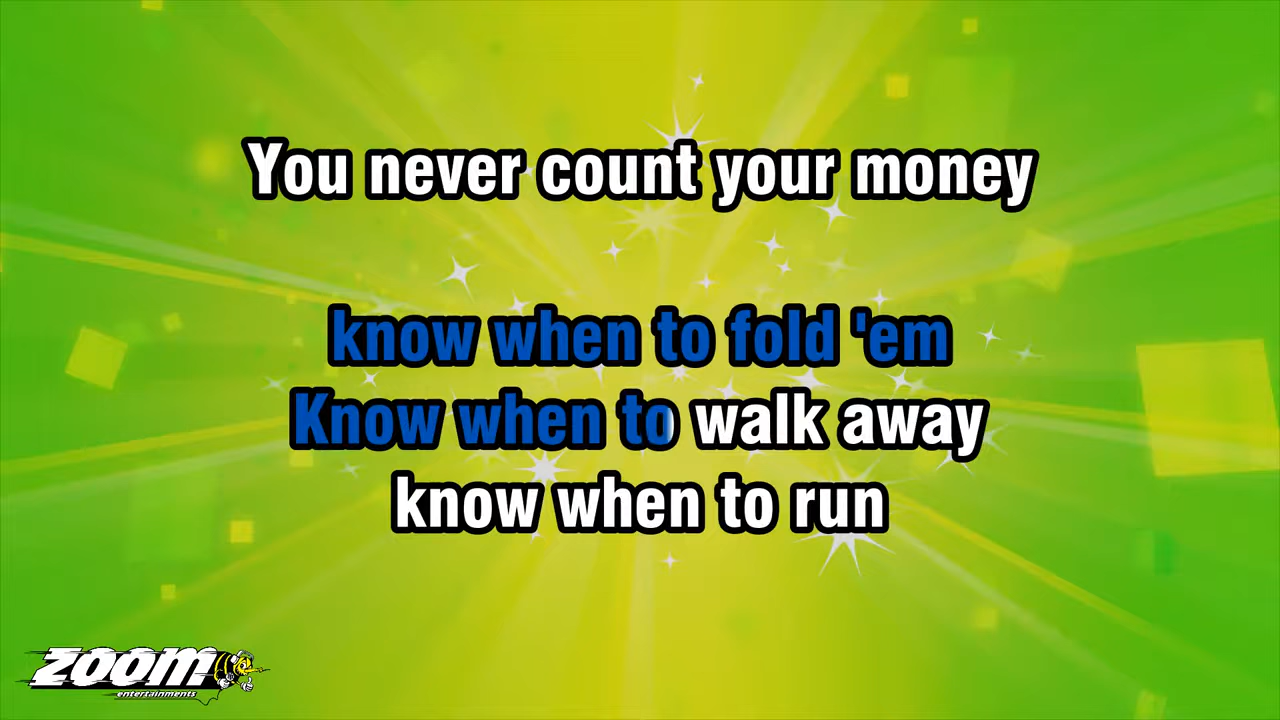 You never count your money
know when to fold 'em
Know when to walk away
know when to run
ZOOM
entertainments